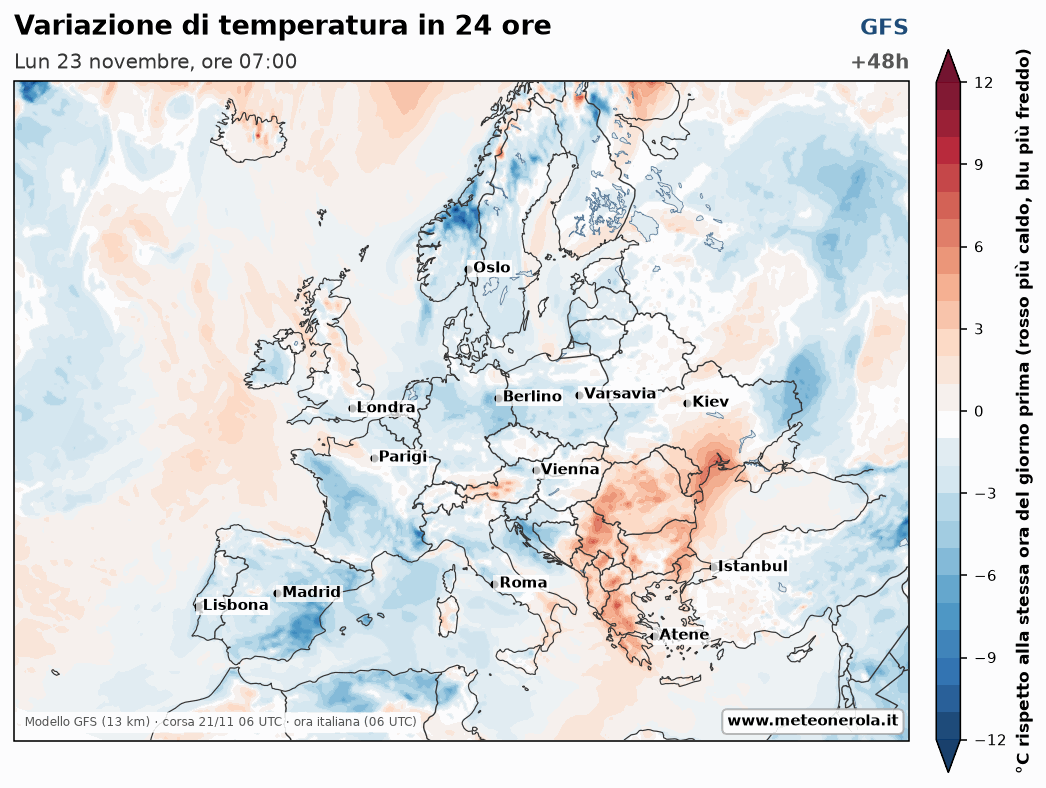 Variazione di temperatura in 24 ore
GFS
Lun 23 novembre, ore 07:00
+48h
Oslo
Londra
Berlino
Varsavia
Kiev
Parigi
Vienna
Madrid
Lisbona
Roma
Istanbul
Atene
Modello GFS (13 km) · corsa 21/11 06 UTC · ora italiana (06 UTC)
www.meteonerola.it
12
9
6
3
0
−3
−6
−9
−12
°C rispetto alla stessa ora del giorno prima (rosso più caldo, blu più freddo)